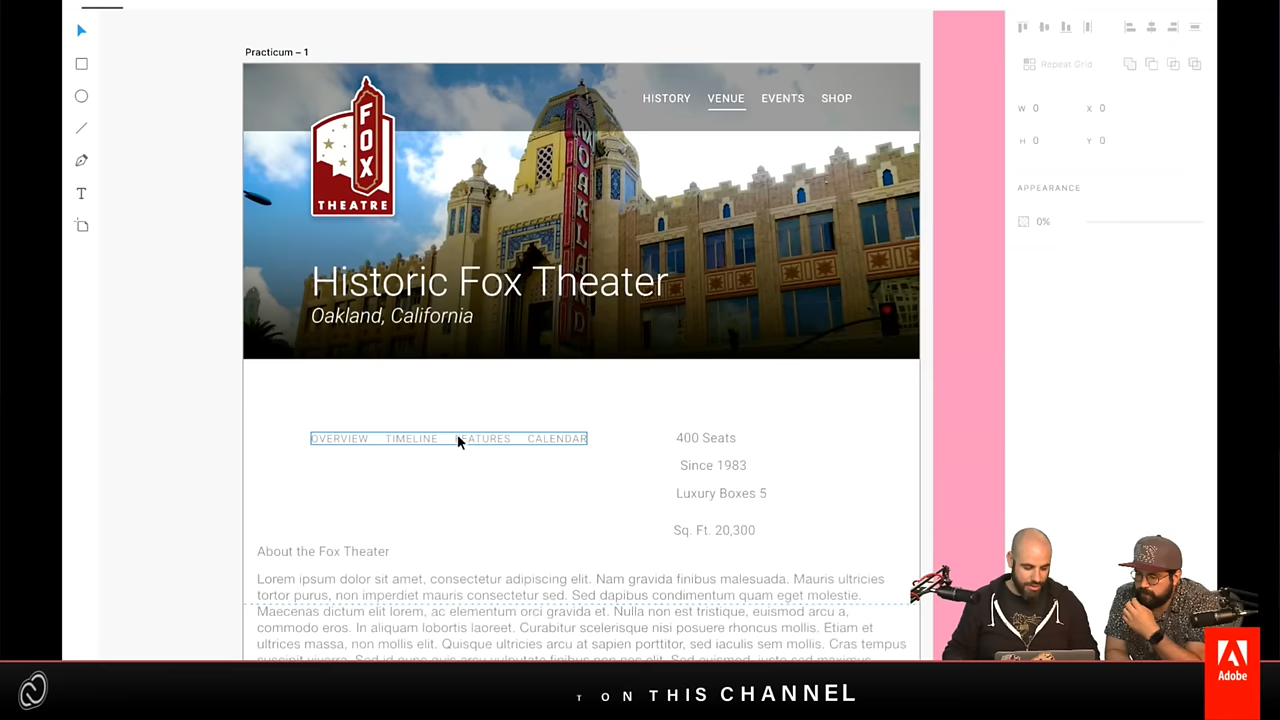 Practicum – 1
HISTORY VENUE EVENTS SHOP
FOX
THEATRE
OAKLAND
Historic Fox Theater
Oakland, California
OVERVIEW TIMELINE FEATURES CALENDAR
400 Seats
Since 1983
Luxury Boxes 5
Sq. Ft. 20,300
About the Fox Theater
Lorem ipsum dolor sit amet, consectetur adipiscing elit. Nam gravida finibus malesuada. Mauris ultricies
tortor purus, non imperdiet mauris consectetur sed. Sed dapibus condimentum quam eget molestie.
Maecenas dictum elit lorem, ac elementum orci gravida et. Nulla non est tristique, euismod arcu a,
commodo eros. In aliquam lobortis laoreet. Curabitur scelerisque nisi posuere rhoncus mollis. Etiam et
ultrices massa, non mollis elit. Quisque ultricies arcu at sapien porttitor, sed iaculis sem mollis. Cras tempus
Repeat Grid
W 0 X 0
H 0 Y 0
APPEARANCE
0%
T
T ON THIS CHANNEL
Adobe